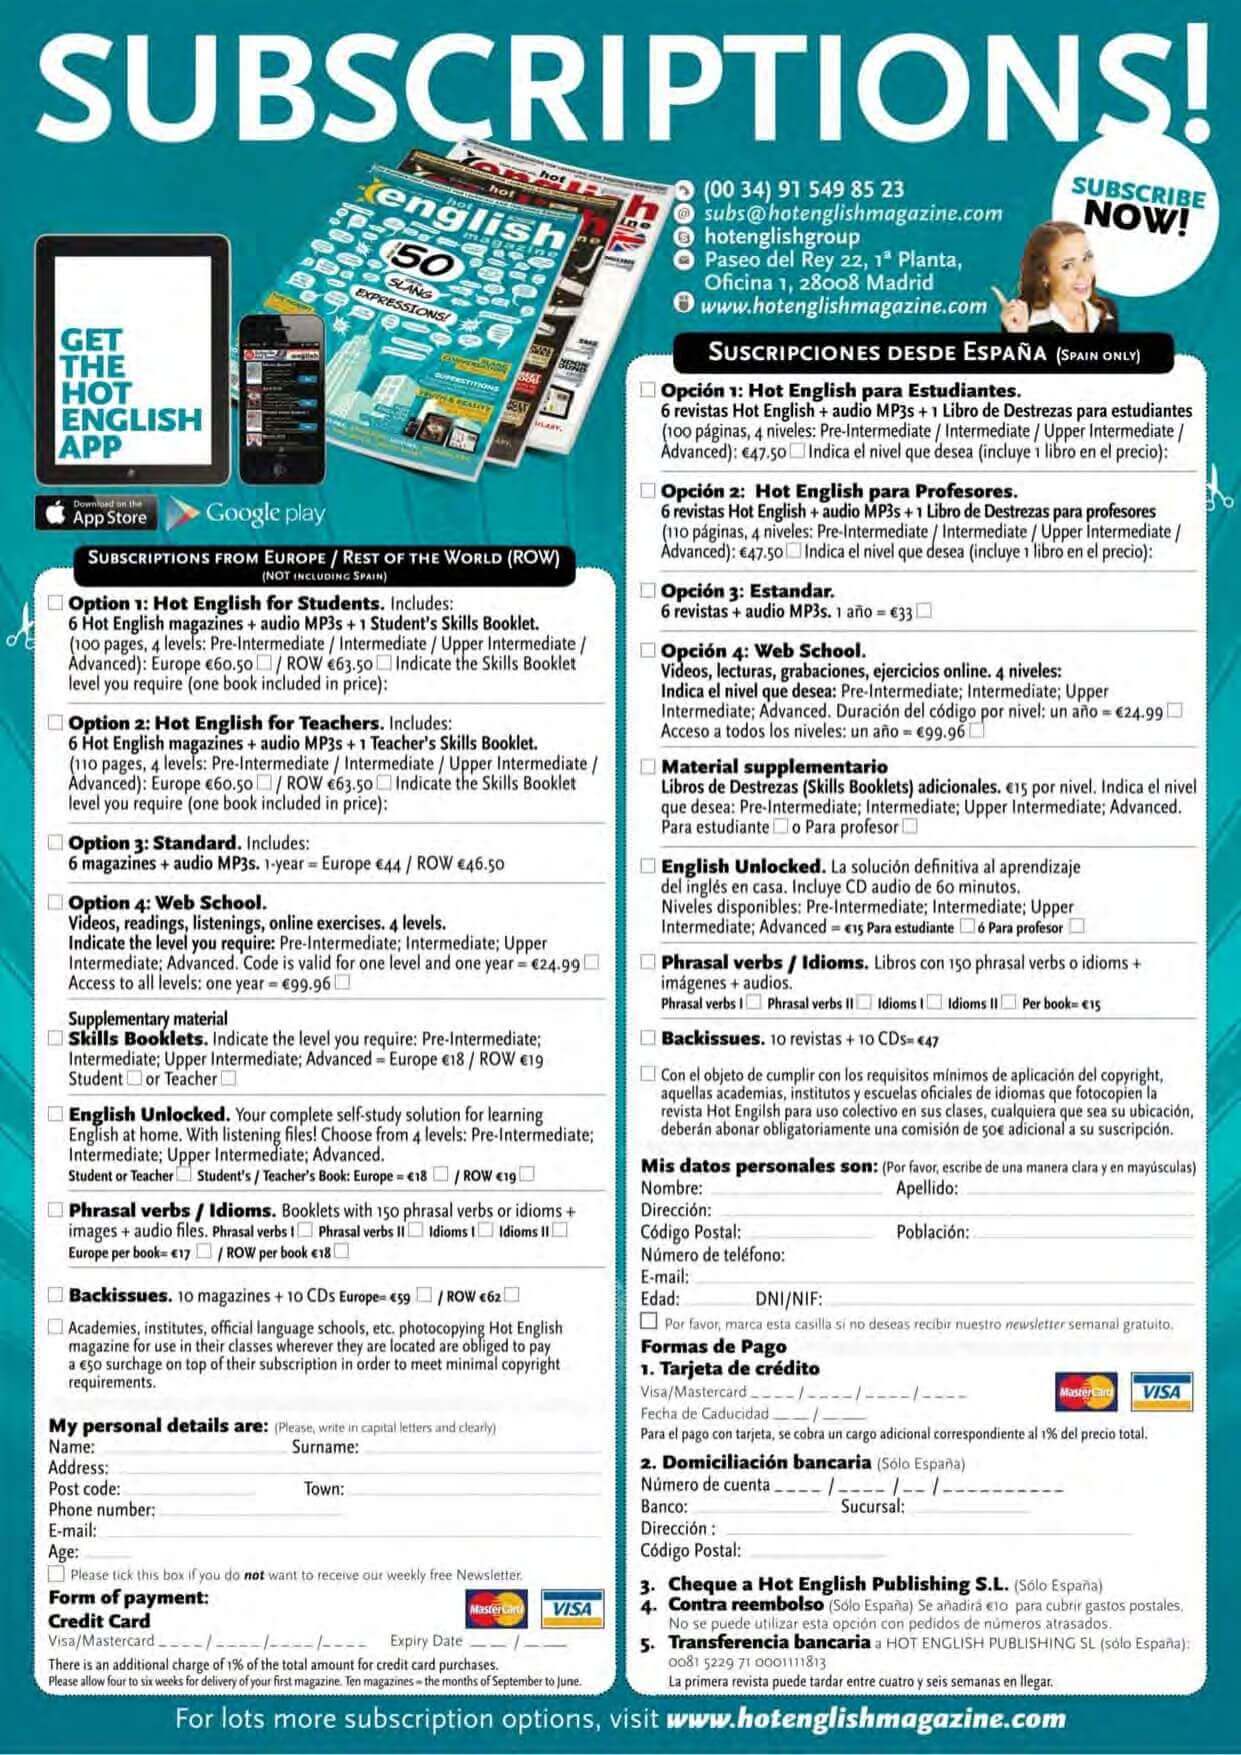 SUBSCRIPTIONS!
(00 34) 91 549 85 23
subs@hotenglishmagazine.com
hotenglishgroup
Paseo del Rey 22, 1ª Planta,
Oficina 1, 28008 Madrid
www.hotenglishmagazine.com
SUBSCRIBE
NOW!
hot
english
magazine
50
SLANG
EXPRESSIONS!
GET
THE
HOT
ENGLISH
APP
Download on the
App Store
Google play
SUBSCRIPTIONS FROM EUROPE / REST OF THE WORLD (ROW)
(NOT INCLUDING SPAIN)
Option 1: Hot English for Students. Includes:
6 Hot English magazines + audio MP3s + 1 Student's Skills Booklet.
(100 pages, 4 levels: Pre-Intermediate / Intermediate / Upper Intermediate /
Advanced): Europe €60.50 / ROW €63.50 Indicate the Skills Booklet
level you require (one book included in price):
Option 2: Hot English for Teachers. Includes:
6 Hot English magazines + audio MP3s + 1 Teacher's Skills Booklet.
(110 pages, 4 levels: Pre-Intermediate / Intermediate / Upper Intermediate /
Advanced): Europe €60.50 / ROW €63.50 Indicate the Skills Booklet
level you require (one book included in price):
Option 3: Standard. Includes:
6 magazines + audio MP3s. 1-year = Europe €44 / ROW €46.50
Option 4: Web School.
Videos, readings, listenings, online exercises. 4 levels.
Indicate the level you require: Pre-Intermediate; Intermediate; Upper
Intermediate; Advanced. Code is valid for one level and one year = €24.99
Access to all levels: one year = €99.96
Supplementary material
Skills Booklets. Indicate the level you require: Pre-Intermediate;
Intermediate; Upper Intermediate; Advanced = Europe €18 / ROW €19
Student or Teacher
English Unlocked. Your complete self-study solution for learning
English at home. With listening files! Choose from 4 levels: Pre-Intermediate;
Intermediate; Upper Intermediate; Advanced.
Student or Teacher Student's / Teacher's Book: Europe = €18 / ROW €19
Phrasal verbs / Idioms. Booklets with 150 phrasal verbs or idioms +
images + audio files. Phrasal verbs I Phrasal verbs II Idioms I Idioms II
Europe per book= €17 / ROW per book €18
Backissues. 10 magazines + 10 CDs Europe= €59 / ROW €62
Academies, institutes, official language schools, etc. photocopying Hot English
magazine for use in their classes wherever they are located are obliged to pay
a €50 surchage on top of their subscription in order to meet minimal copyright
requirements.
My personal details are: (Please, write in capital letters and clearly)
Name: Surname:
Address:
Post code: Town:
Phone number:
E-mail:
Age:
Please tick this box if you do not want to receive our weekly free Newsletter.
Form of payment:
Credit Card
MasterCard VISA
Visa/Mastercard _ _ _ _ / _ _ _ _ / _ _ _ _ / _ _ _ _ Expiry Date _ _ / _ _
There is an additional charge of 1% of the total amount for credit card purchases.
Please allow four to six weeks for delivery of your first magazine. Ten magazines = the months of September to June.
SUSCRIPCIONES DESDE ESPAÑA (SPAIN ONLY)
Opción 1: Hot English para Estudiantes.
6 revistas Hot English + audio MP3s + 1 Libro de Destrezas para estudiantes
(100 páginas, 4 niveles: Pre-Intermediate / Intermediate / Upper Intermediate /
Advanced): €47.50 Indica el nivel que desea (incluye 1 libro en el precio):
Opción 2: Hot English para Profesores.
6 revistas Hot English + audio MP3s + 1 Libro de Destrezas para profesores
(110 páginas, 4 niveles: Pre-Intermediate / Intermediate / Upper Intermediate /
Advanced): €47.50 Indica el nivel que desea (incluye 1 libro en el precio):
Opción 3: Estandar.
6 revistas + audio MP3s. 1 año = €33
Opción 4: Web School.
Videos, lecturas, grabaciones, ejercicios online. 4 niveles:
Indica el nivel que desea: Pre-Intermediate; Intermediate; Upper
Intermediate; Advanced. Duración del código por nivel: un año = €24.99
Acceso a todos los niveles: un año = €99.96
Material supplementario
Libros de Destrezas (Skills Booklets) adicionales. €15 por nivel. Indica el nivel
que desea: Pre-Intermediate; Intermediate; Upper Intermediate; Advanced.
Para estudiante o Para profesor
English Unlocked. La solución definitiva al aprendizaje
del inglés en casa. Incluye CD audio de 60 minutos.
Niveles disponibles: Pre-Intermediate; Intermediate; Upper
Intermediate; Advanced = €15 Para estudiante ó Para profesor
Phrasal verbs / Idioms. Libros con 150 phrasal verbs o idioms +
imágenes + audios.
Phrasal verbs I Phrasal verbs II Idioms I Idioms II Per book= €15
Backissues. 10 revistas + 10 CDs= €47
Con el objeto de cumplir con los requisitos mínimos de aplicación del copyright,
aquellas academias, institutos y escuelas oficiales de idiomas que fotocopien la
revista Hot Engilsh para uso colectivo en sus clases, cualquiera que sea su ubicación,
deberán abonar obligatoriamente una comisión de 50€ adicional a su suscripción.
Mis datos personales son: (Por favor, escribe de una manera clara y en mayúsculas)
Nombre: Apellido:
Dirección:
Código Postal: Población:
Número de teléfono:
E-mail:
Edad: DNI/NIF:
Por favor, marca esta casilla si no deseas recibir nuestro newsletter semanal gratuito.
Formas de Pago
1. Tarjeta de crédito
Visa/Mastercard _ _ _ _ / _ _ _ _ / _ _ _ _ / _ _ _ _
MasterCard VISA
Fecha de Caducidad _ _ / _ _
Para el pago con tarjeta, se cobra un cargo adicional correspondiente al 1% del precio total.
2. Domiciliación bancaria (Sólo España)
Número de cuenta _ _ _ _ / _ _ _ _ / _ _ / _ _ _ _ _ _ _ _ _ _
Banco: Sucursal:
Dirección :
Código Postal:
3. Cheque a Hot English Publishing S.L. (Sólo España)
4. Contra reembolso (Sólo España) Se añadirá €10 para cubrir gastos postales.
No se puede utilizar esta opción con pedidos de números atrasados.
5. Transferencia bancaria a HOT ENGLISH PUBLISHING SL (sólo España):
0081 5229 71 0001111813
La primera revista puede tardar entre cuatro y seis semanas en llegar.
For lots more subscription options, visit www.hotenglishmagazine.com